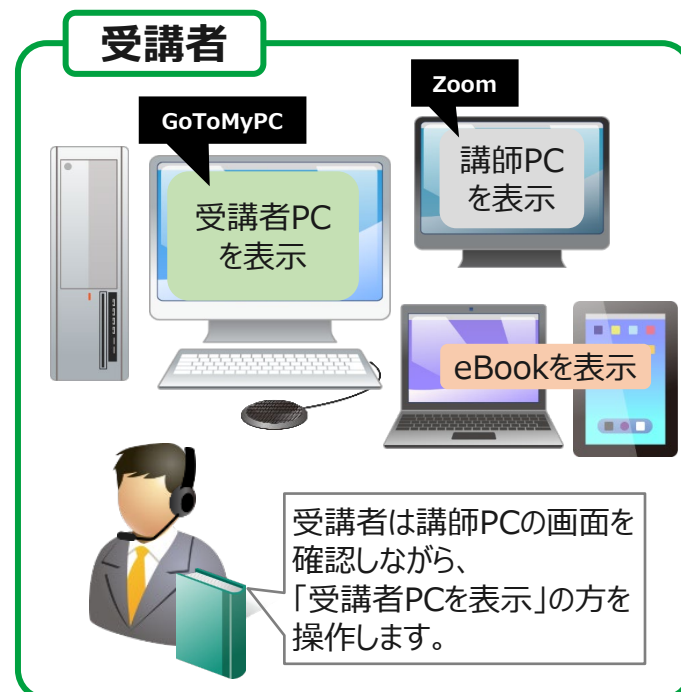 受講者
Zoom
GoToMyPC
講師PC
を表示
受講者PC
を表示
eBookを表示
受講者は講師PCの画面を
確認しながら、
「受講者PCを表示」の方を
操作します。